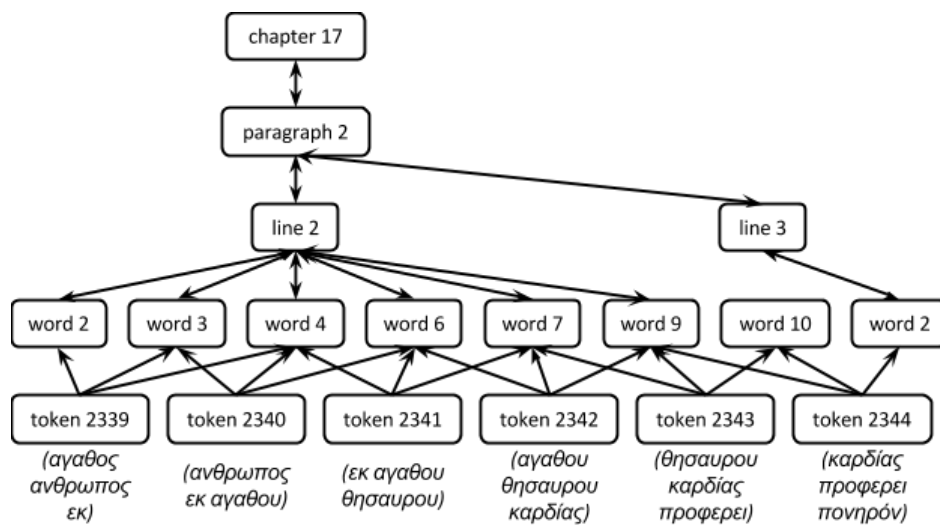 chapter 17
paragraph 2
line 2
line 3
word 2
word 3
word 4
word 6
word 7
word 9
word 10
word 2
token 2339
token 2340
token 2341
token 2342
token 2343
token 2344
(αγαθος
ανθρωπος
εκ)
(ανθρωπος
εκ αγαθου)
(εκ αγαθου
θησαυρου)
(αγαθου
θησαυρου
καρδίας)
(θησαυρου
καρδίας
προφερει)
(καρδίας
προφερει
πονηρόν)